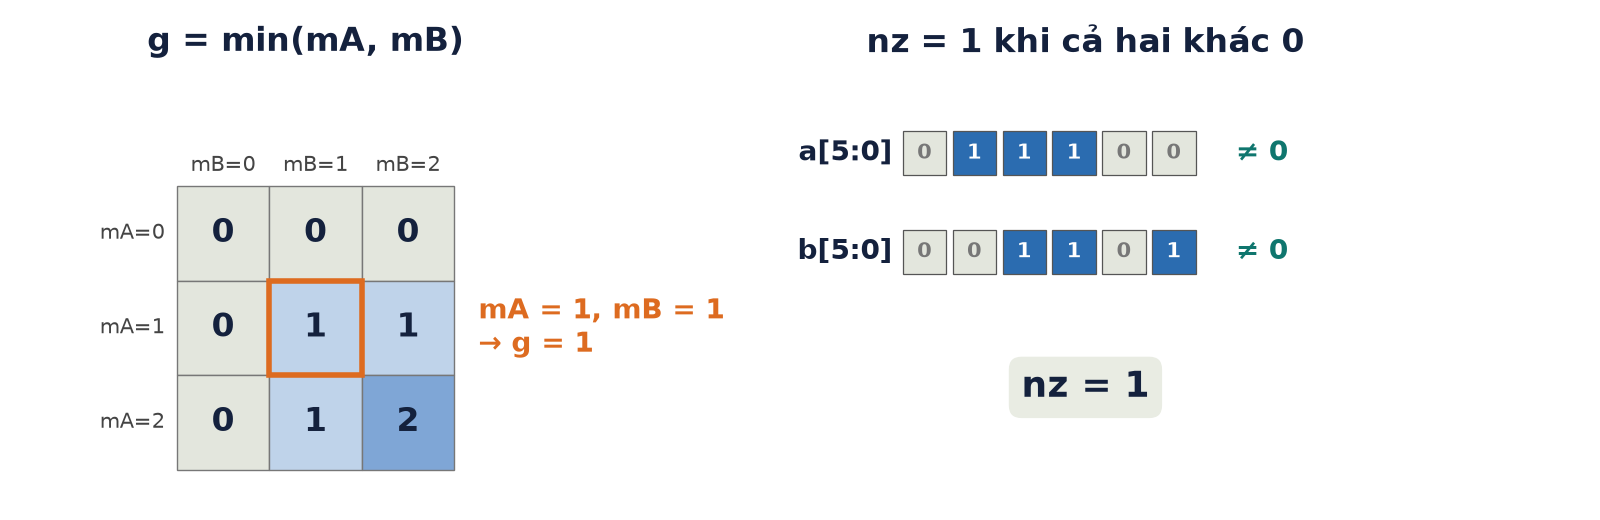 g = min(mA, mB)
mB=0 mB=1 mB=2
mA=0 0 0 0
mA=1 0 1 1
mA=2 0 1 2
mA = 1, mB = 1
→ g = 1
nz = 1 khi cả hai khác 0
a[5:0] 0 1 1 1 0 0 ≠ 0
b[5:0] 0 0 1 1 0 1 ≠ 0
nz = 1